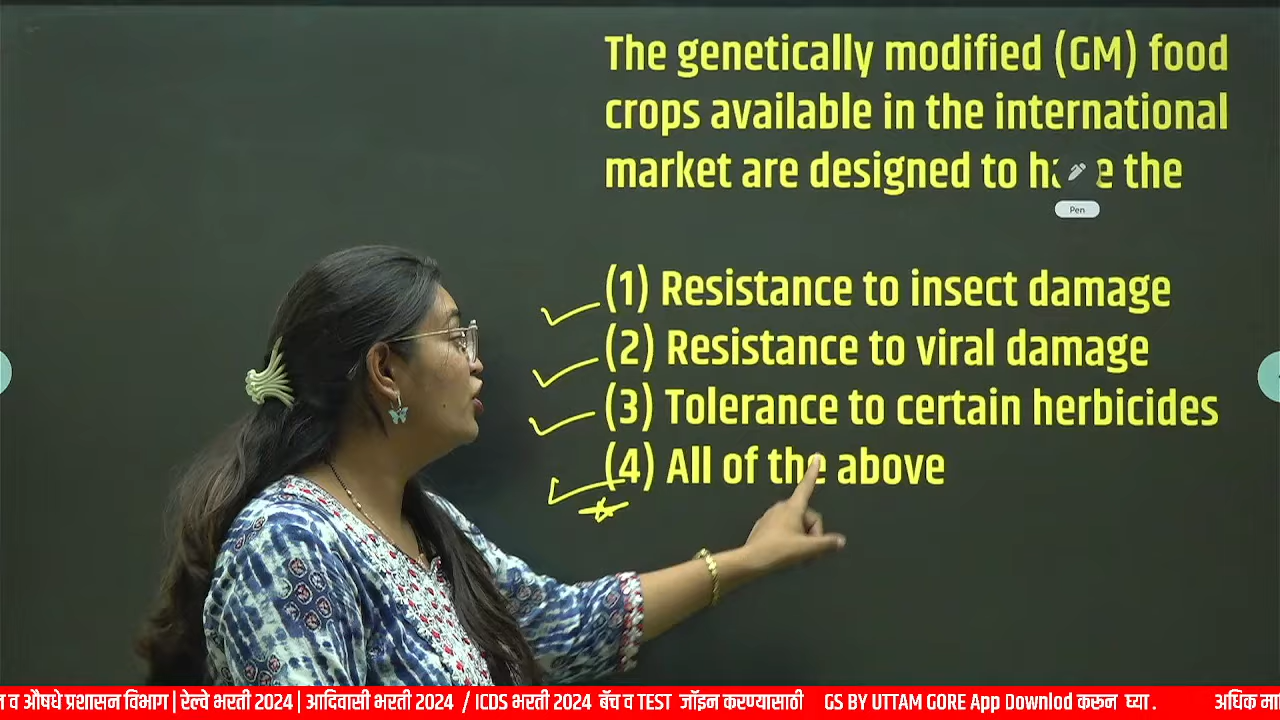 The genetically modified (GM) food
crops available in the international
market are designed to have the
Pen
(1) Resistance to insect damage
(2) Resistance to viral damage
(3) Tolerance to certain herbicides
(4) All of the above
व औषधे प्रशासन विभाग | रेल्वे भरती 2024 | आदिवासी भरती 2024 / ICDS भरती 2024 बॅच व TEST जॉइन करण्यासाठी GS BY UTTAM GORE App Downlod करून घ्या . अधिक